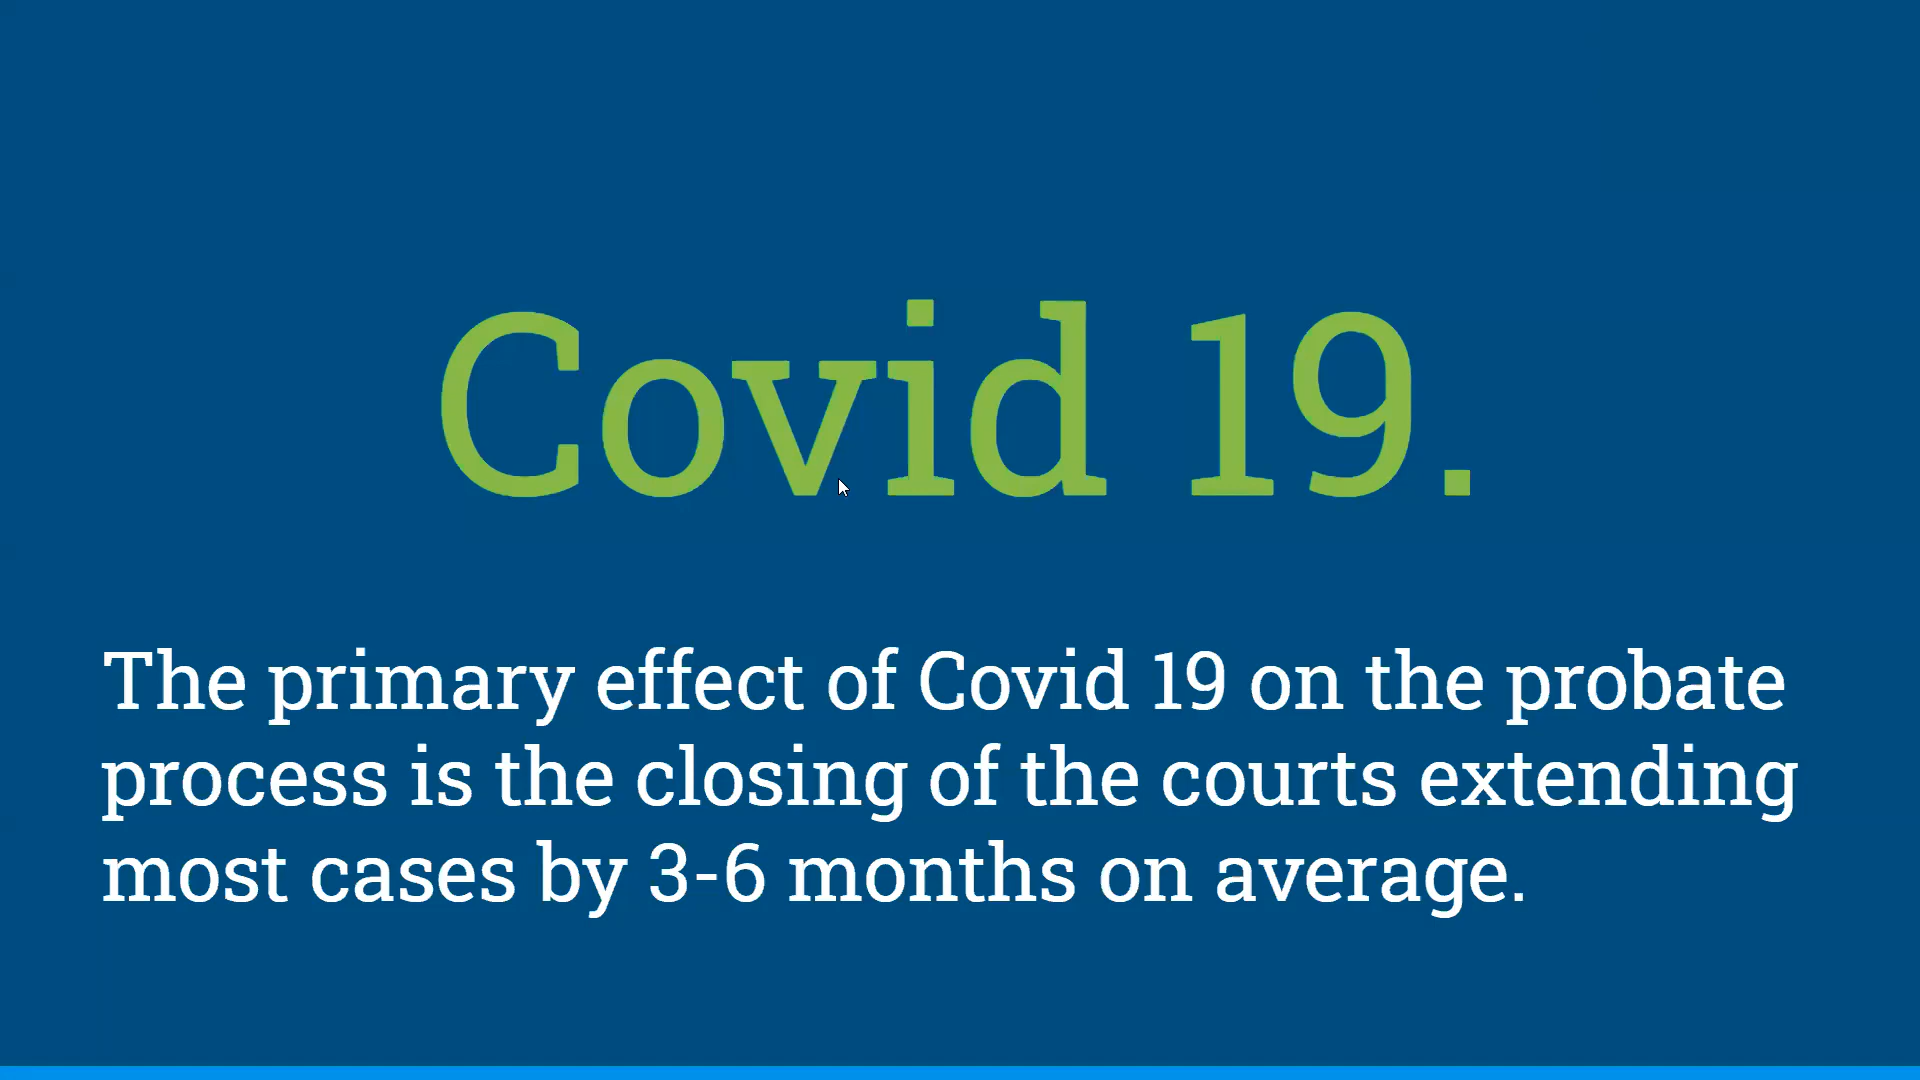 Covid 19.
The primary effect of Covid 19 on the probate
process is the closing of the courts extending
most cases by 3-6 months on average.